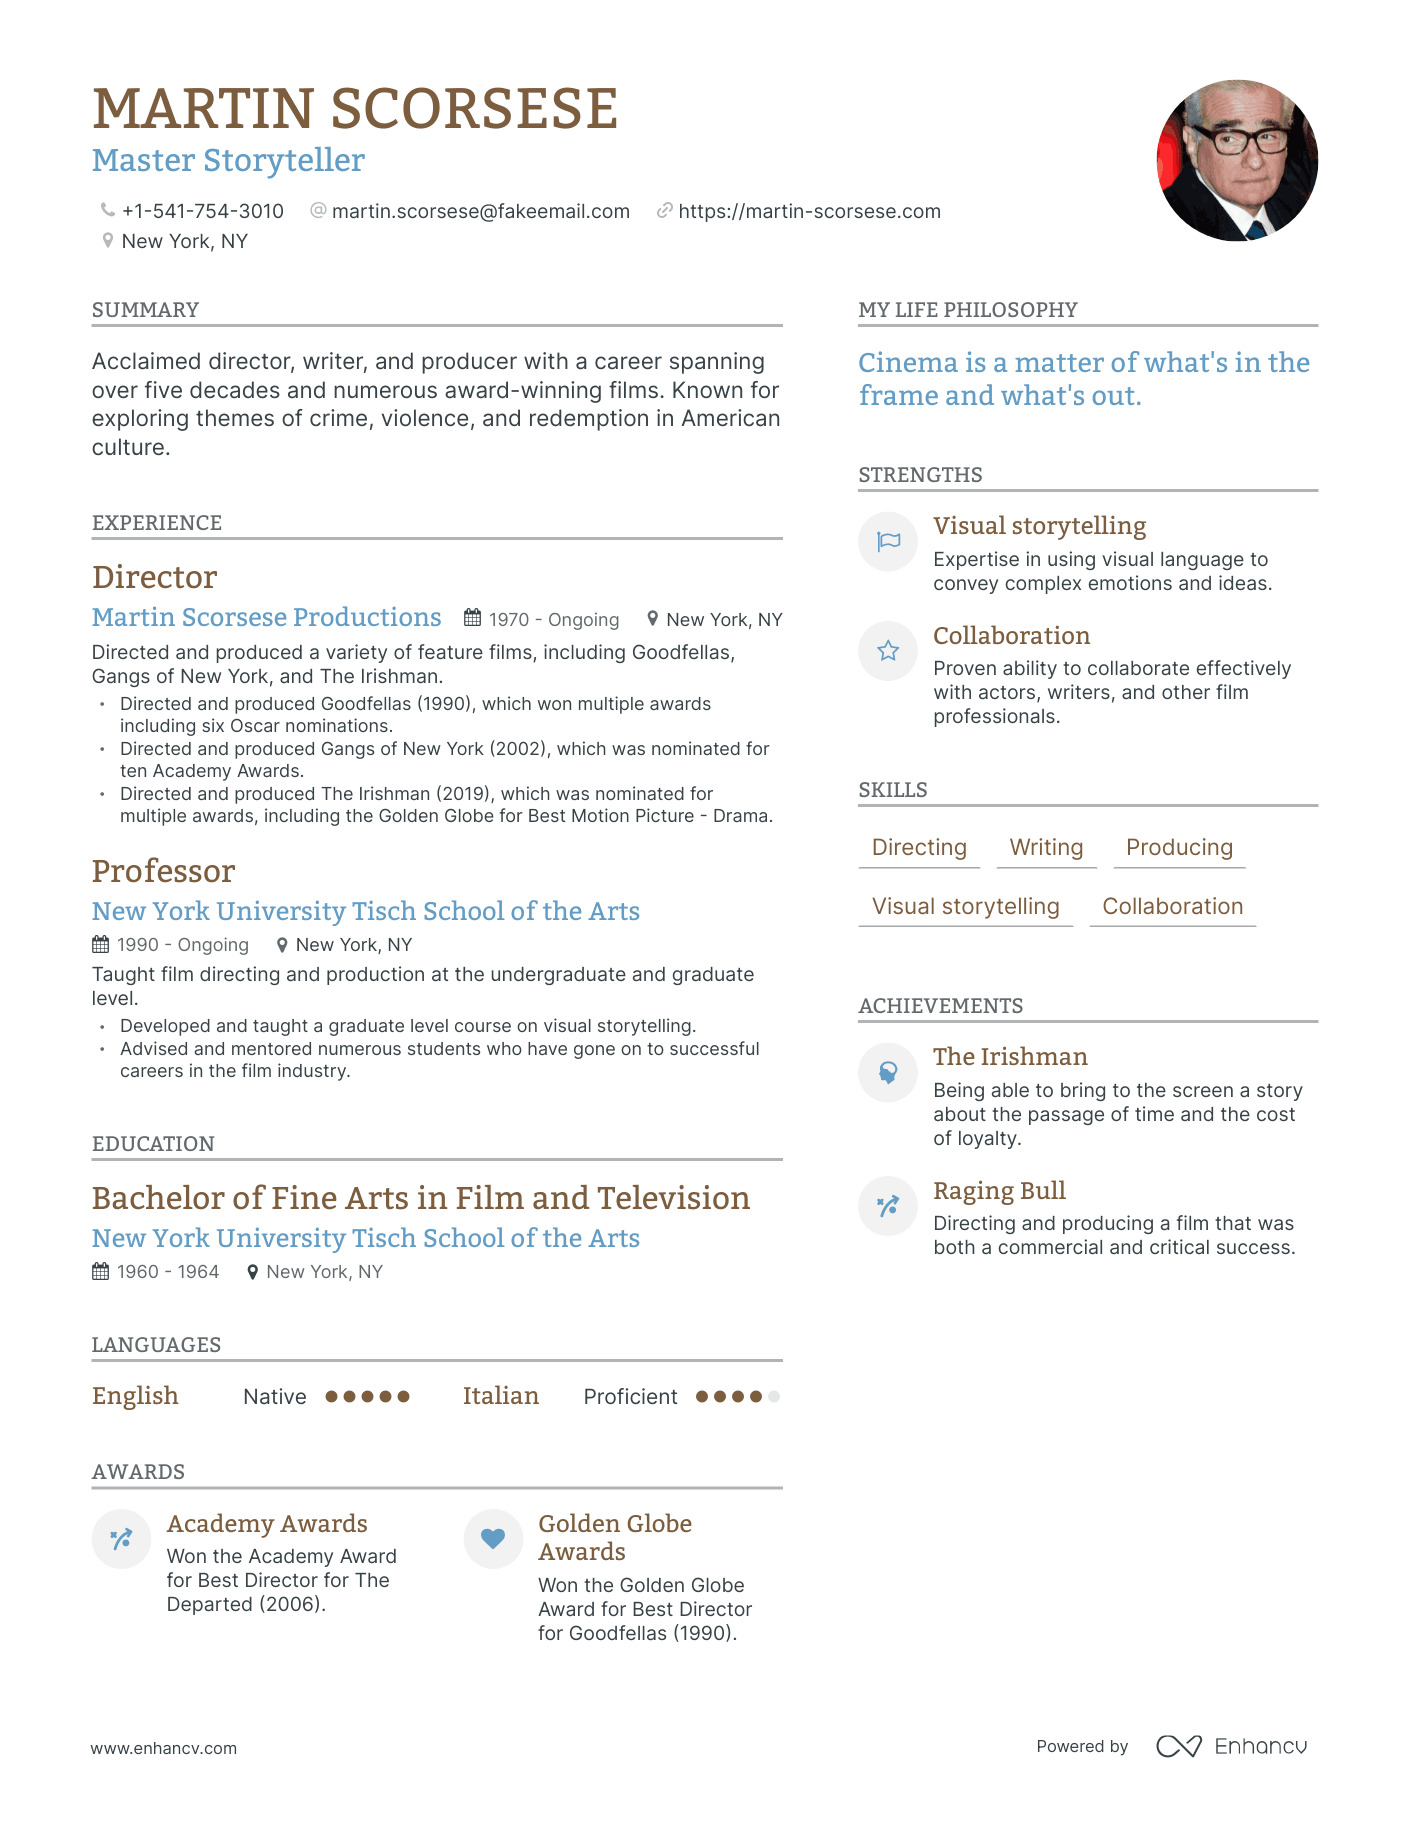 MARTIN SCORSESE
Master Storyteller
+1-541-754-3010 @ martin.scorsese@fakeemail.com https://martin-scorsese.com
New York, NY
SUMMARY
Acclaimed director, writer, and producer with a career spanning
over five decades and numerous award-winning films. Known for
exploring themes of crime, violence, and redemption in American
culture.
EXPERIENCE
Director
Martin Scorsese Productions 1970 - Ongoing New York, NY
Directed and produced a variety of feature films, including Goodfellas,
Gangs of New York, and The Irishman.
• Directed and produced Goodfellas (1990), which won multiple awards
including six Oscar nominations.
• Directed and produced Gangs of New York (2002), which was nominated for
ten Academy Awards.
• Directed and produced The Irishman (2019), which was nominated for
multiple awards, including the Golden Globe for Best Motion Picture - Drama.
Professor
New York University Tisch School of the Arts
1990 - Ongoing New York, NY
Taught film directing and production at the undergraduate and graduate
level.
• Developed and taught a graduate level course on visual storytelling.
• Advised and mentored numerous students who have gone on to successful
careers in the film industry.
EDUCATION
Bachelor of Fine Arts in Film and Television
New York University Tisch School of the Arts
1960 - 1964 New York, NY
LANGUAGES
English Native Italian Proficient
AWARDS
Academy Awards
Won the Academy Award
for Best Director for The
Departed (2006).
Golden Globe
Awards
Won the Golden Globe
Award for Best Director
for Goodfellas (1990).
MY LIFE PHILOSOPHY
Cinema is a matter of what's in the
frame and what's out.
STRENGTHS
Visual storytelling
Expertise in using visual language to
convey complex emotions and ideas.
Collaboration
Proven ability to collaborate effectively
with actors, writers, and other film
professionals.
SKILLS
Directing Writing Producing
Visual storytelling Collaboration
ACHIEVEMENTS
The Irishman
Being able to bring to the screen a story
about the passage of time and the cost
of loyalty.
Raging Bull
Directing and producing a film that was
both a commercial and critical success.
www.enhancv.com
Powered by Enhancv